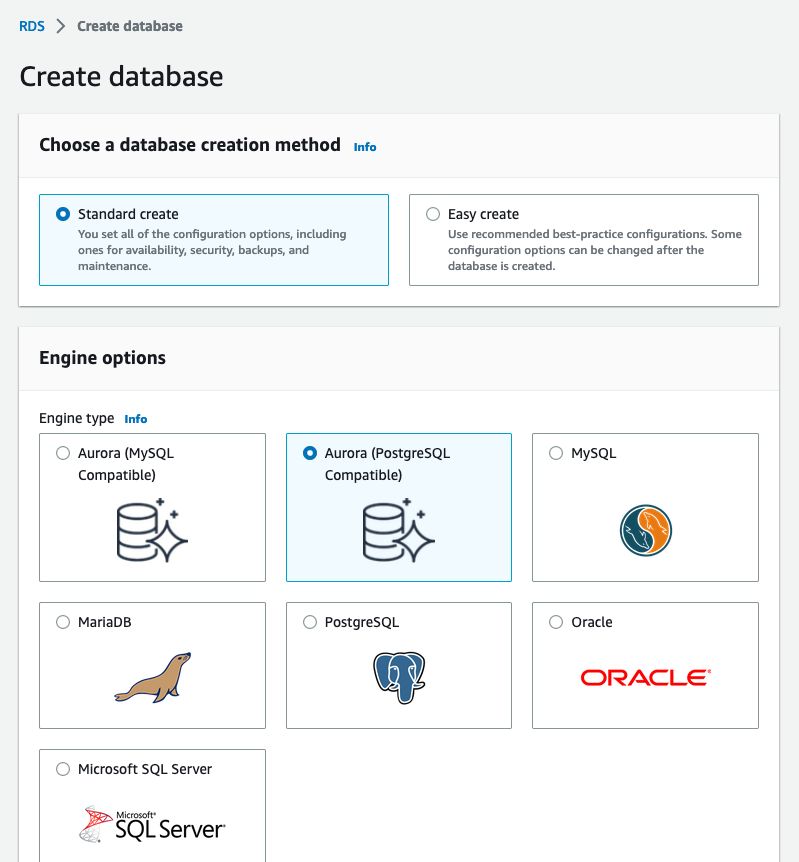 RDS > Create database
Create database
Choose a database creation method Info
Standard create
You set all of the configuration options, including
ones for availability, security, backups, and
maintenance.
Easy create
Use recommended best-practice configurations. Some
configuration options can be changed after the
database is created.
Engine options
Engine type Info
Aurora (MySQL
Compatible)
Aurora (PostgreSQL
Compatible)
MySQL
MariaDB
PostgreSQL
Oracle
ORACLE®
Microsoft SQL Server
Microsoft®
SQL Server®